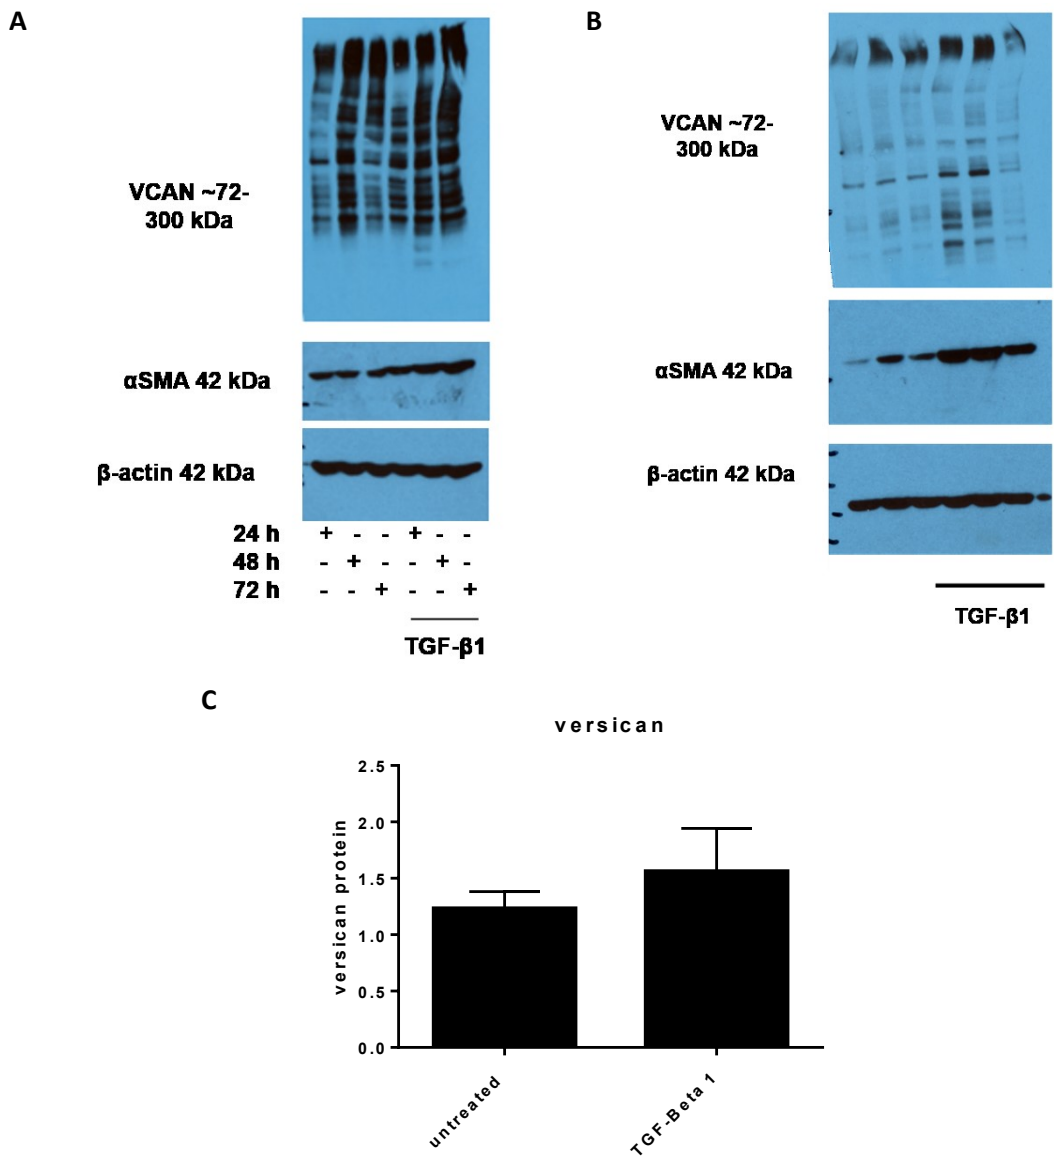 A
B
VCAN ~72-
300 kDa
αSMA 42 kDa
β-actin 42 kDa
24 h + - - + - -
48 h - + - - + -
72 h - - + - - +
TGF-β1
VCAN ~72-
300 kDa
αSMA 42 kDa
β-actin 42 kDa
TGF-β1
C
versican
versican protein
2.5
2.0
1.5
1.0
0.5
0.0
untreated
TGF-Beta 1